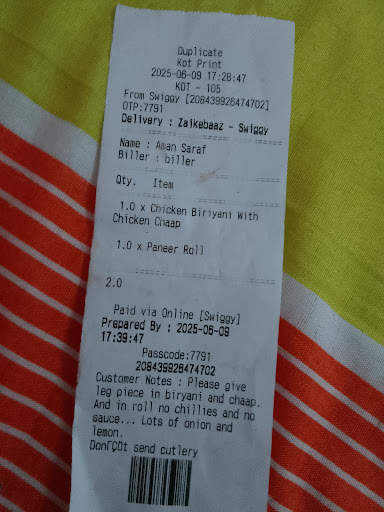 Duplicate
Kot Print
2025-06-09 17:28:47
KOT - 105
From Swiggy [208439926474702]
OTP:7791
Delivery : Zaikebaaz - Swiggy
Name : Aman Saraf
Biller : biller
Qty. Item
1.0 x Chicken Biriyani With
Chicken Chaap
1.0 x Paneer Roll
2.0
Paid via Online [Swiggy]
Prepared By : 2025-06-09
17:39:47
Passcode:7791
208439926474702
Customer Notes : Please give
leg piece in biryani and chaap.
And in roll no chillies and no
sauce... Lots of onion and
lemon.
DonΓÇÖt send cutlery